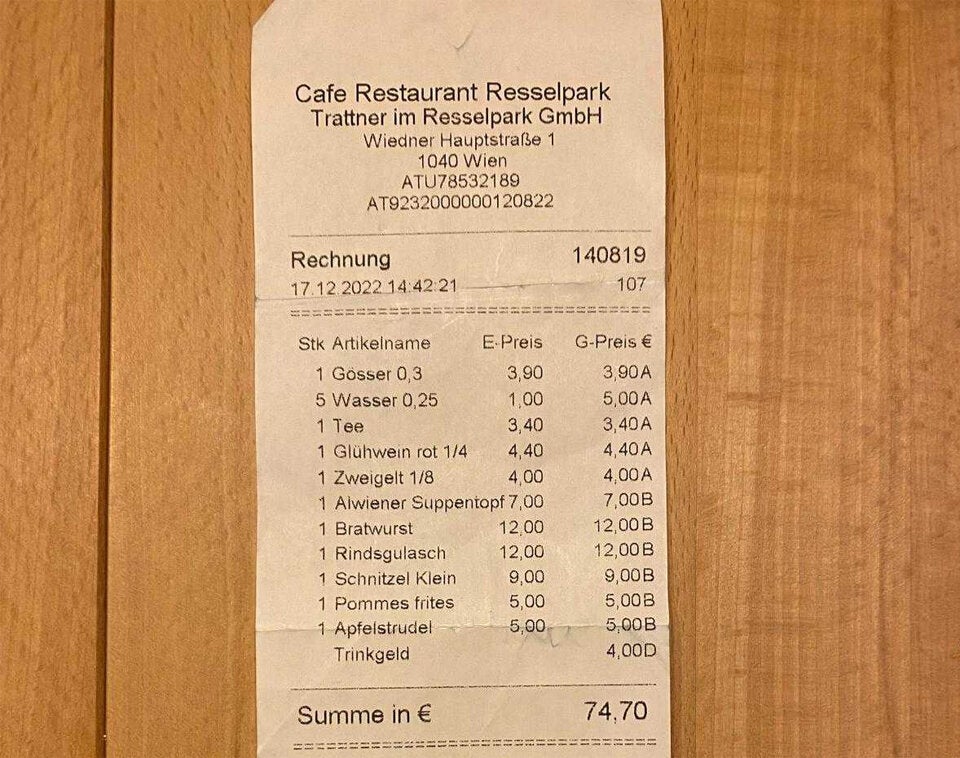 Cafe Restaurant Resselpark
Trattner im Resselpark GmbH
Wiedner Hauptstraße 1
1040 Wien
ATU78532189
AT9232000000120822
Rechnung 140819
17.12.2022 14:42:21 107
Stk Artikelname E-Preis G-Preis €
1 Gösser 0,3 3,90 3,90A
5 Wasser 0,25 1,00 5,00A
1 Tee 3,40 3,40A
1 Glühwein rot 1/4 4,40 4,40A
1 Zweigelt 1/8 4,00 4,00A
1 Alwiener Suppentopf 7,00 7,00B
1 Bratwurst 12,00 12,00B
1 Rindsgulasch 12,00 12,00B
1 Schnitzel Klein 9,00 9,00B
1 Pommes frites 5,00 5,00B
1 Apfelstrudel 5,00 5,00B
Trinkgeld 4,00D
Summe in € 74,70